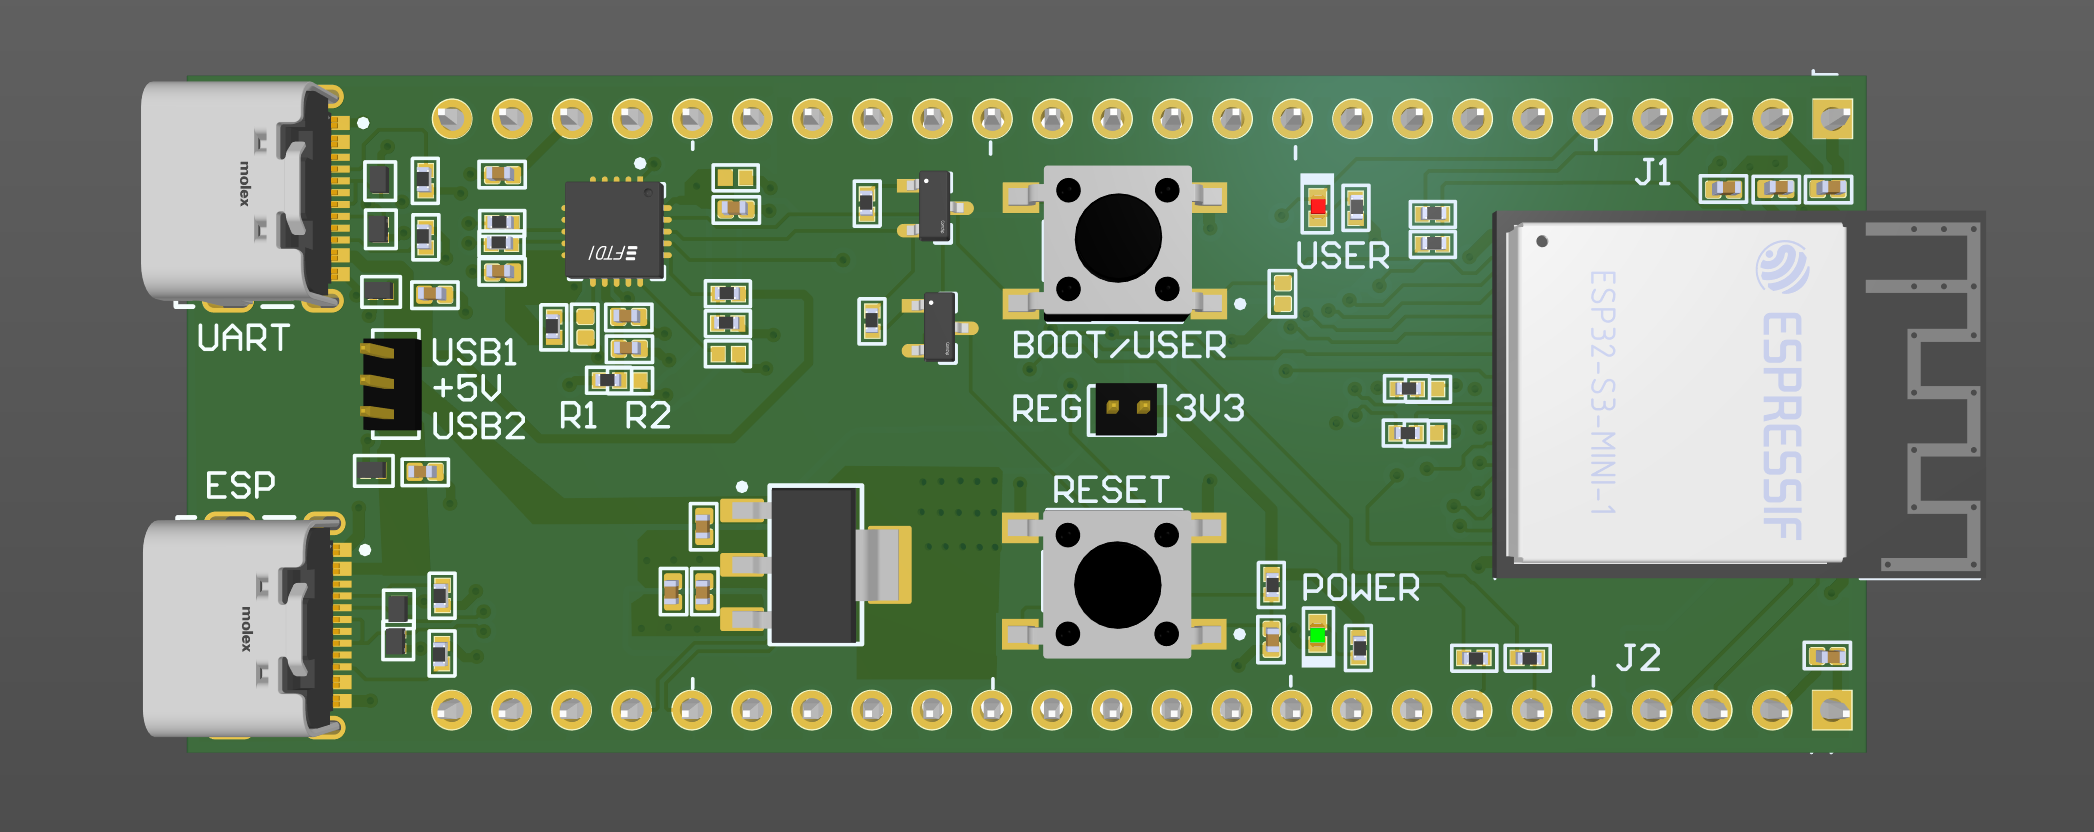 molex
UART
FTDI
J1
USER
USB1
+5V
USB2
R1 R2
BOOT/USER
REG 3V3
ESP32-S3-MINI-1
ESPRESSIF
ESP
RESET
molex
POWER
J2